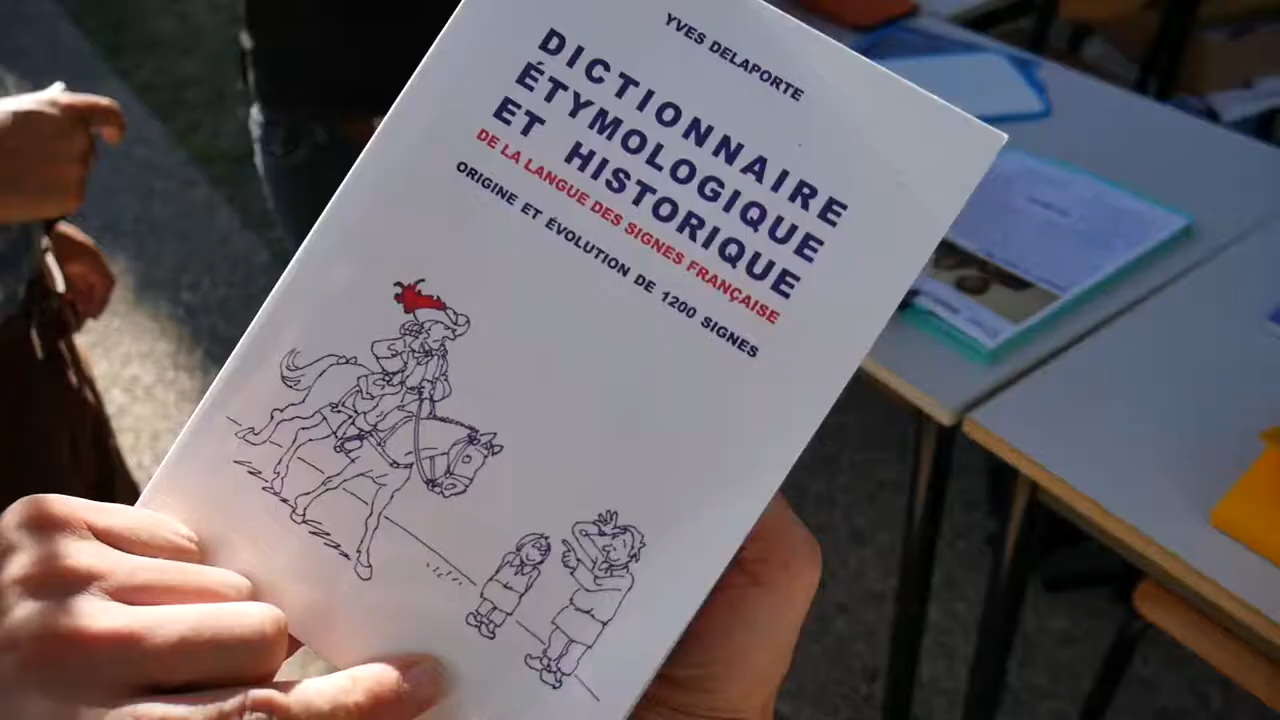 YVES DELAPORTE
DICTIONNAIRE
ÉTYMOLOGIQUE
ET HISTORIQUE
DE LA LANGUE DES SIGNES FRANÇAISE
ORIGINE ET ÉVOLUTION DE 1200 SIGNES